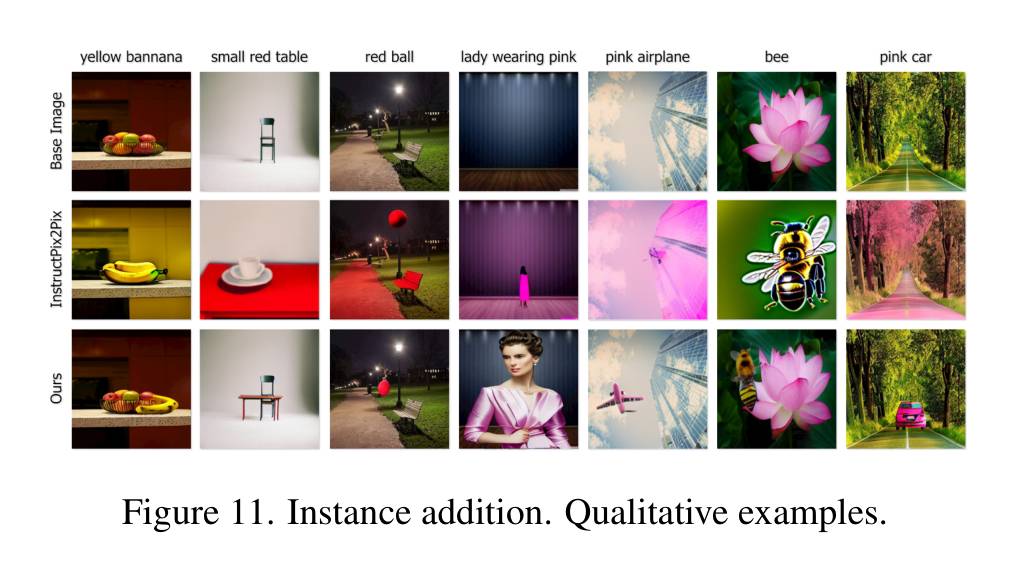 yellow bannana small red table red ball lady wearing pink pink airplane bee pink car
Base Image
InstructPix2Pix
Ours
Figure 11. Instance addition. Qualitative examples.